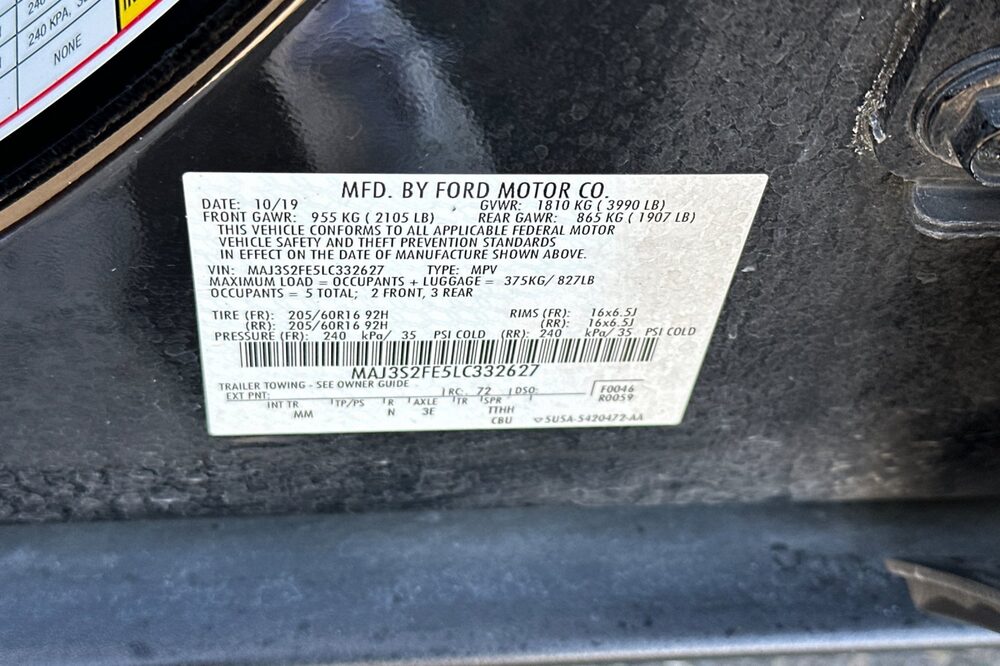 240
240 KPA, 3
NONE
MFD. BY FORD MOTOR CO.
DATE: 10/19 GVWR: 1810 KG ( 3990 LB)
FRONT GAWR: 955 KG ( 2105 LB) REAR GAWR: 865 KG ( 1907 LB)
THIS VEHICLE CONFORMS TO ALL APPLICABLE FEDERAL MOTOR
VEHICLE SAFETY AND THEFT PREVENTION STANDARDS
IN EFFECT ON THE DATE OF MANUFACTURE SHOWN ABOVE.
VIN: MAJ3S2FE5LC332627 TYPE: MPV
MAXIMUM LOAD = OCCUPANTS + LUGGAGE = 375KG/ 827LB
OCCUPANTS = 5 TOTAL; 2 FRONT, 3 REAR
TIRE (FR): 205/60R16 92H RIMS (FR): 16x6.5J
(RR): 205/60R16 92H (RR): 16x6.5J
PRESSURE (FR): 240 kPa/ 35 PSI COLD (RR): 240 kPa/ 35 PSI COLD
MAJ3S2FE5LC332627
TRAILER TOWING - SEE OWNER GUIDE
EXT PNT: RC: 72 DSO: F0046
INT TR TP/PS R AXLE TR SPR R0059
MM N 3E TTHH
CBU SU5A-5420472-AA